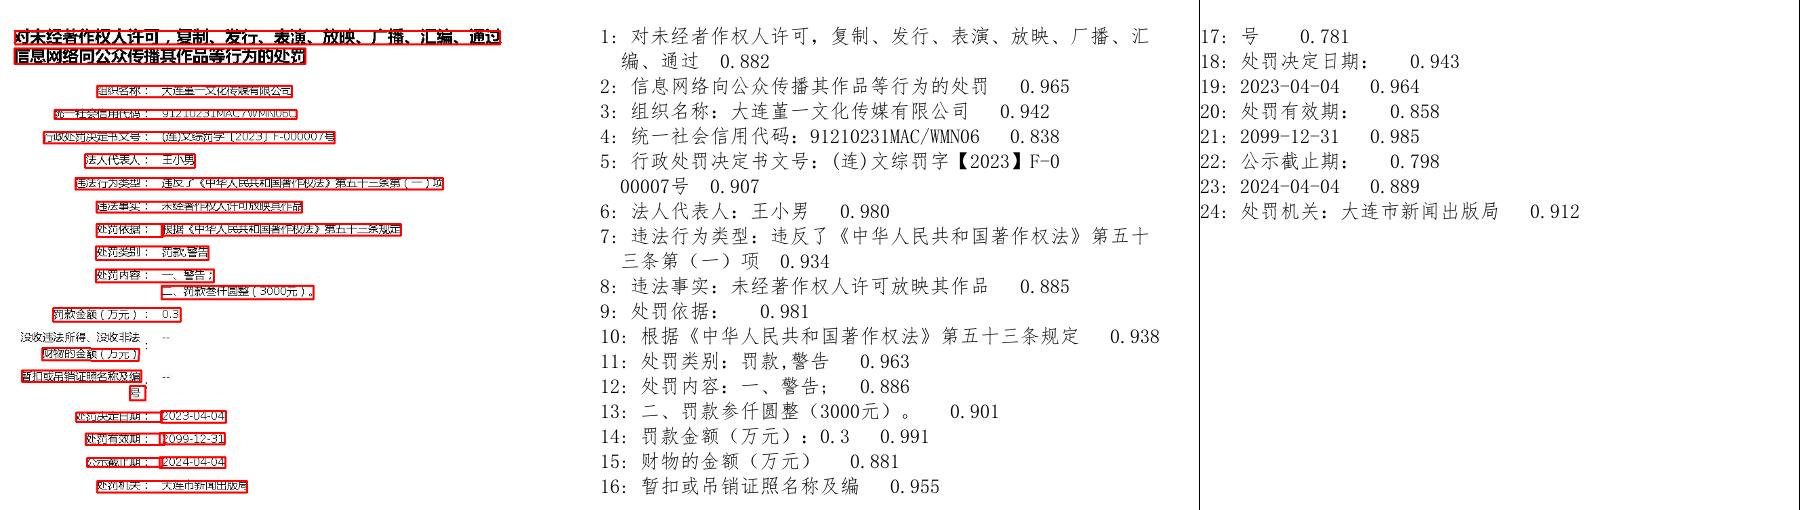 对未经著作权人许可，复制、发行、表演、放映、广播、汇编、通过
信息网络向公众传播其作品等行为的处罚
组织名称： 大连堇一文化传媒有限公司
统一社会信用代码： 91210231MAC7WMN06C
行政处罚决定书文号： (连)文综罚字【2023】F-000007号
法人代表人： 王小男
违法行为类型： 违反了《中华人民共和国著作权法》第五十三条第（一）项
违法事实： 未经著作权人许可放映其作品
处罚依据： 根据《中华人民共和国著作权法》第五十三条规定
处罚类别： 罚款,警告
处罚内容： 一、警告；
二、罚款叁仟圆整（3000元）。
罚款金额（万元）： 0.3
没收违法所得、没收非法
财物的金额（万元） ： --
暂扣或吊销证照名称及编
号 ： --
处罚决定日期： 2023-04-04
处罚有效期： 2099-12-31
公示截止期： 2024-04-04
处罚机关： 大连市新闻出版局
1: 对未经者作权人许可，复制、发行、表演、放映、厂播、汇
编、通过 0.882
2: 信息网络向公众传播其作品等行为的处罚 0.965
3: 组织名称：大连堇一文化传媒有限公司 0.942
4: 统一社会信用代码：91210231MAC/WMN06 0.838
5: 行政处罚决定书文号：(连)文综罚字【2023】F-0
00007号 0.907
6: 法人代表人：王小男 0.980
7: 违法行为类型：违反了《中华人民共和国著作权法》第五十
三条第（一）项 0.934
8: 违法事实：未经著作权人许可放映其作品 0.885
9: 处罚依据： 0.981
10: 根据《中华人民共和国著作权法》第五十三条规定 0.938
11: 处罚类别：罚款,警告 0.963
12: 处罚内容：一、警告； 0.886
13: 二、罚款参仟圆整（3000元）。 0.901
14: 罚款金额（万元）：0.3 0.991
15: 财物的金额（万元） 0.881
16: 暂扣或吊销证照名称及编 0.955
17: 号 0.781
18: 处罚决定日期： 0.943
19: 2023-04-04 0.964
20: 处罚有效期： 0.858
21: 2099-12-31 0.985
22: 公示截止期： 0.798
23: 2024-04-04 0.889
24: 处罚机关：大连市新闻出版局 0.912